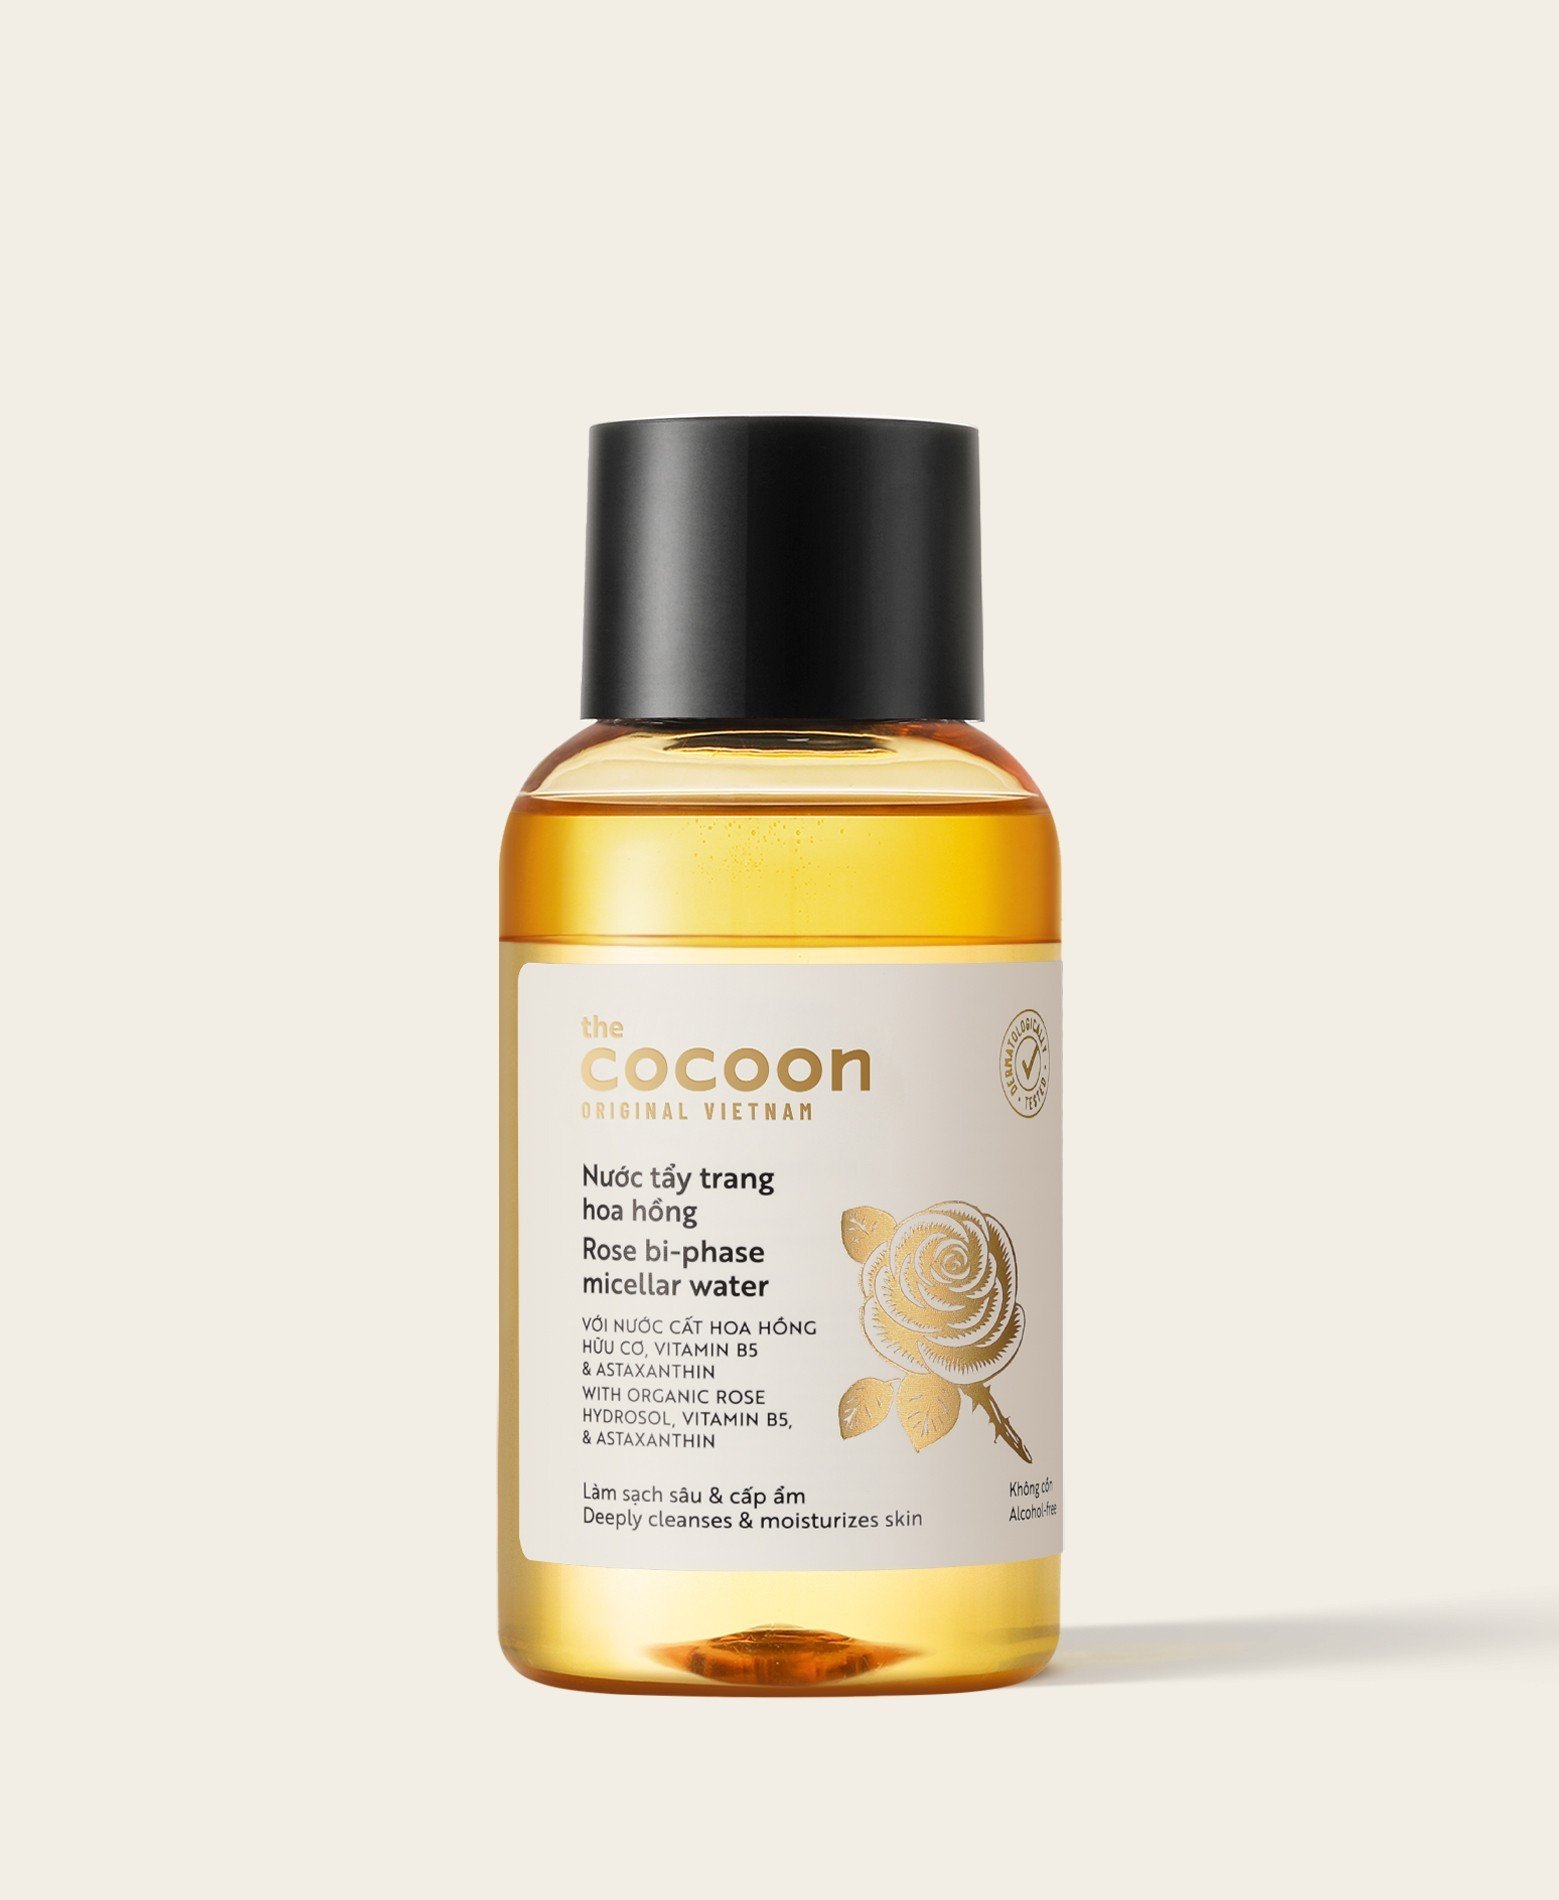 the
cocoon
ORIGINAL VIETNAM
DERMATOLOGICALLY
• TESTED •
Nước tẩy trang
hoa hồng
Rose bi-phase
micellar water
VỚI NƯỚC CẤT HOA HỒNG
HỮU CƠ, VITAMIN B5
& ASTAXANTHIN
WITH ORGANIC ROSE
HYDROSOL, VITAMIN B5,
& ASTAXANTHIN
Làm sạch sâu & cấp ẩm
Deeply cleanses & moisturizes skin
Không cồn
Alcohol-free